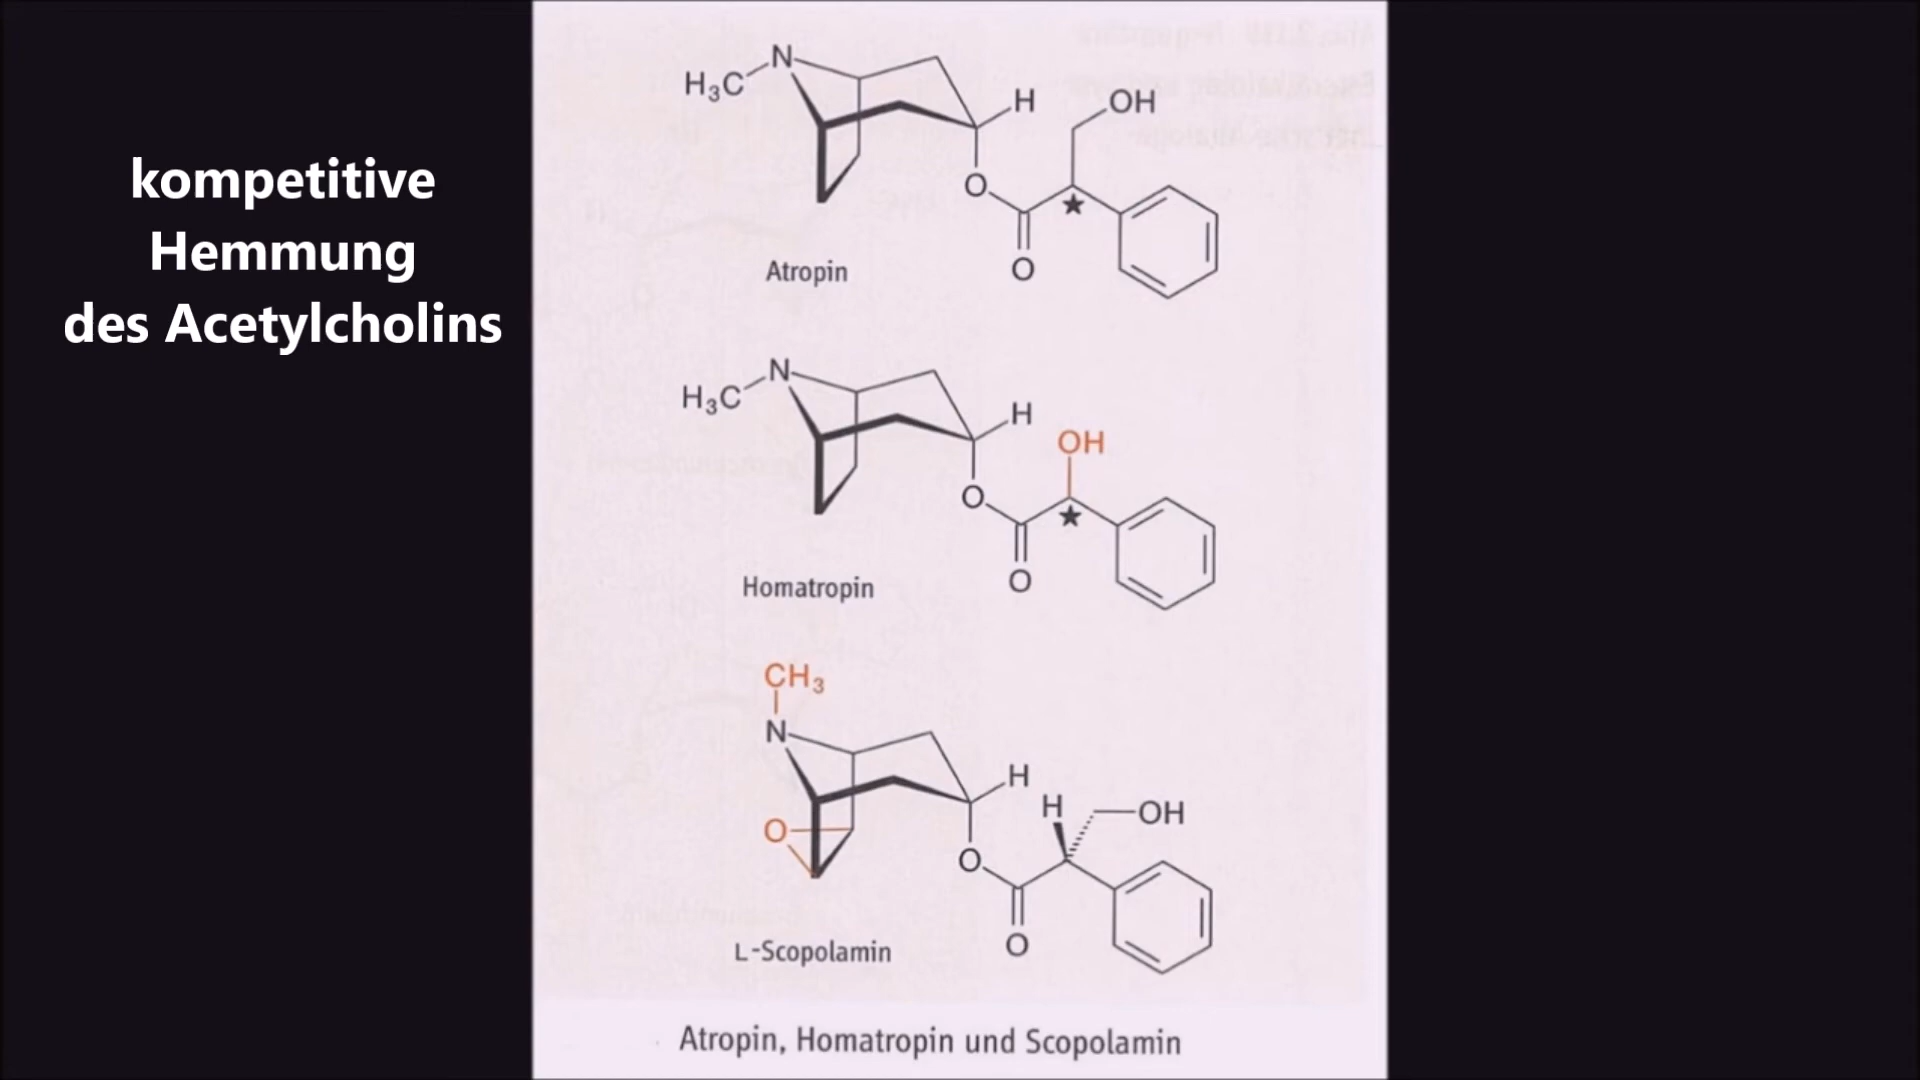 kompetitive
Hemmung
des Acetylcholins
N
H₃C
H
OH
O
O
Atropin
N
H₃C
H
OH
O
O
Homatropin
CH₃
N
H
H
OH
O
O
O
L-Scopolamin
Atropin, Homatropin und Scopolamin